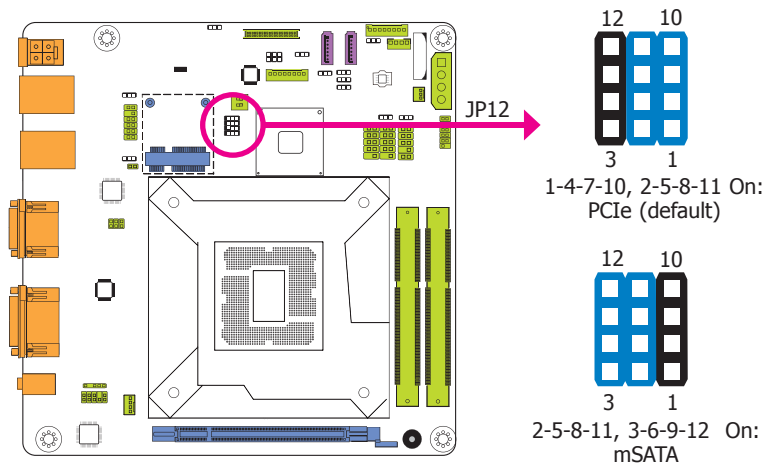 JP12
12 10
3 1
1-4-7-10, 2-5-8-11 On:
PCIe (default)
12 10
3 1
2-5-8-11, 3-6-9-12 On:
mSATA